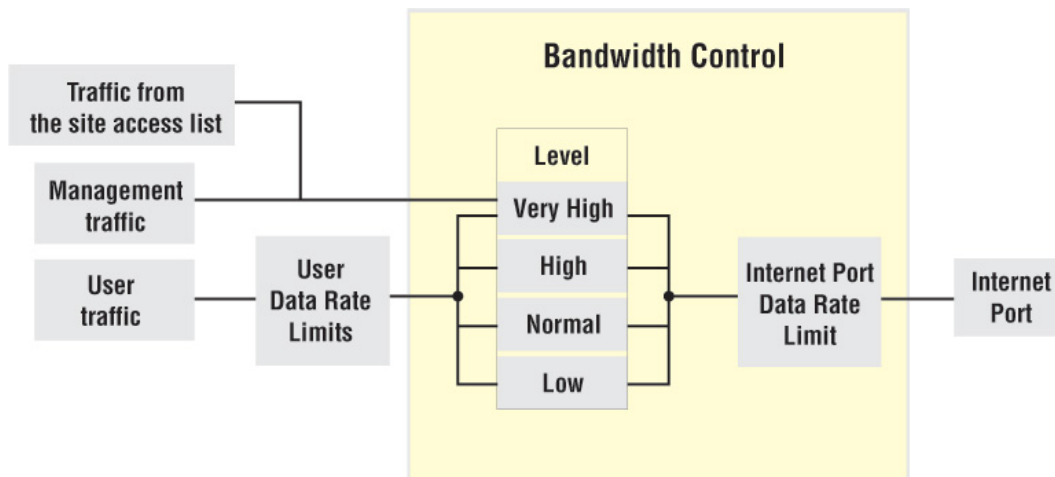 Bandwidth Control
Traffic from
the site access list
Management
traffic
User
traffic
User
Data Rate
Limits
Level
Very High
High
Normal
Low
Internet Port
Data Rate
Limit
Internet
Port